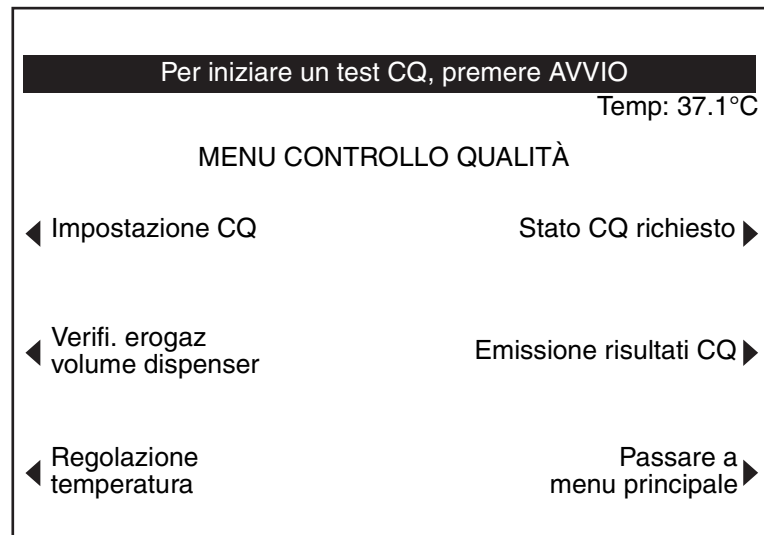 Per iniziare un test CQ, premere AVVIO
Temp: 37.1°C
MENU CONTROLLO QUALITÀ
Impostazione CQ
Stato CQ richiesto
Verifi. erogaz
volume dispenser
Emissione risultati CQ
Regolazione
temperatura
Passare a
menu principale